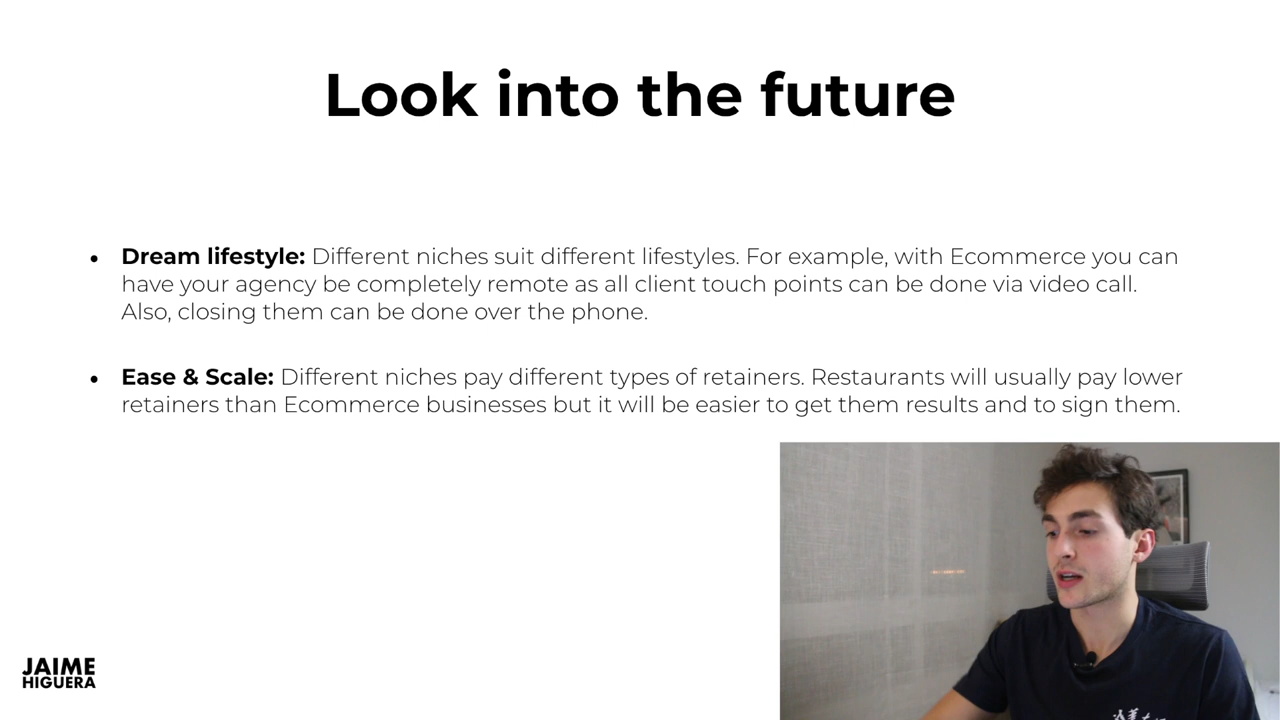 Look into the future
• Dream lifestyle: Different niches suit different lifestyles. For example, with Ecommerce you can
have your agency be completely remote as all client touch points can be done via video call.
Also, closing them can be done over the phone.
• Ease & Scale: Different niches pay different types of retainers. Restaurants will usually pay lower
retainers than Ecommerce businesses but it will be easier to get them results and to sign them.
JAIME
HIGUERA